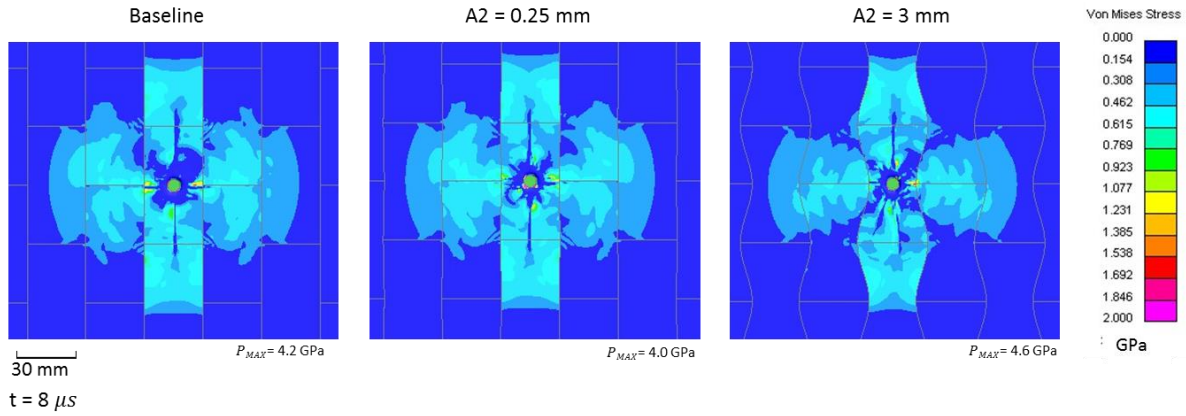 Baseline
A2 = 0.25 mm
A2 = 3 mm
Von Mises Stress
0.000
0.154
0.308
0.462
0.615
0.769
0.923
1.077
1.231
1.385
1.538
1.692
1.846
2.000
GPa
P_MAX= 4.2 GPa
P_MAX= 4.0 GPa
P_MAX= 4.6 GPa
30 mm
t = 8 μs